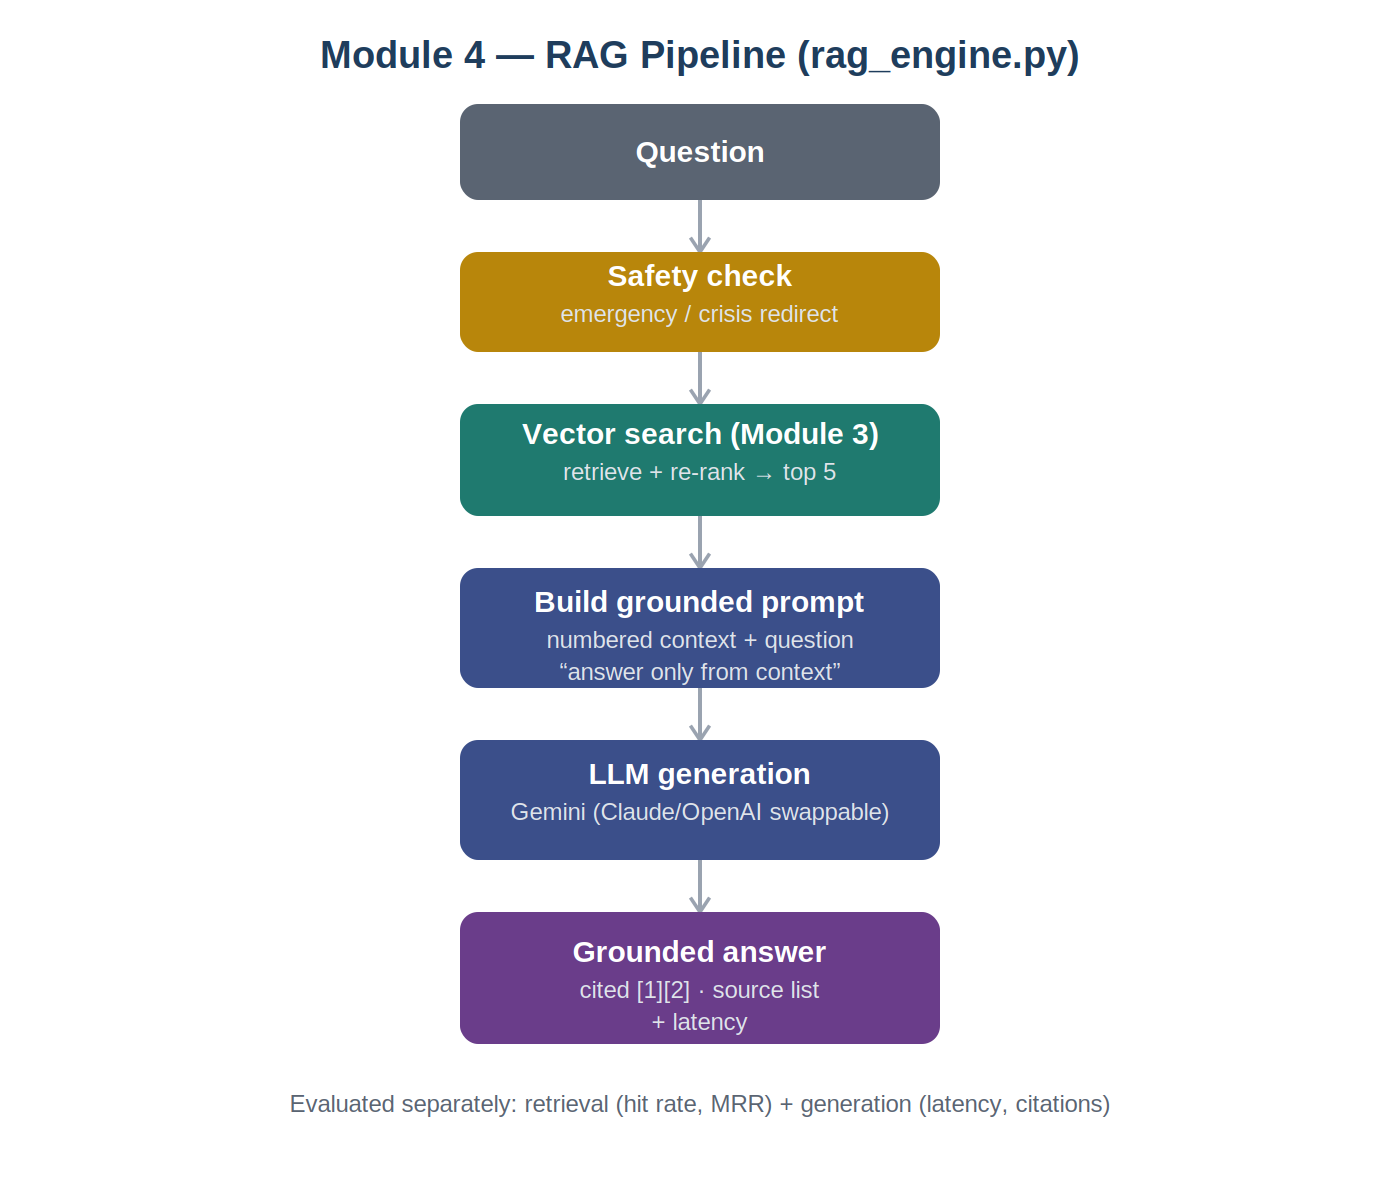 Module 4 — RAG Pipeline (rag_engine.py)
Question
Safety check
emergency / crisis redirect
Vector search (Module 3)
retrieve + re-rank → top 5
Build grounded prompt
numbered context + question
“answer only from context”
LLM generation
Gemini (Claude/OpenAI swappable)
Grounded answer
cited [1][2] · source list
+ latency
Evaluated separately: retrieval (hit rate, MRR) + generation (latency, citations)